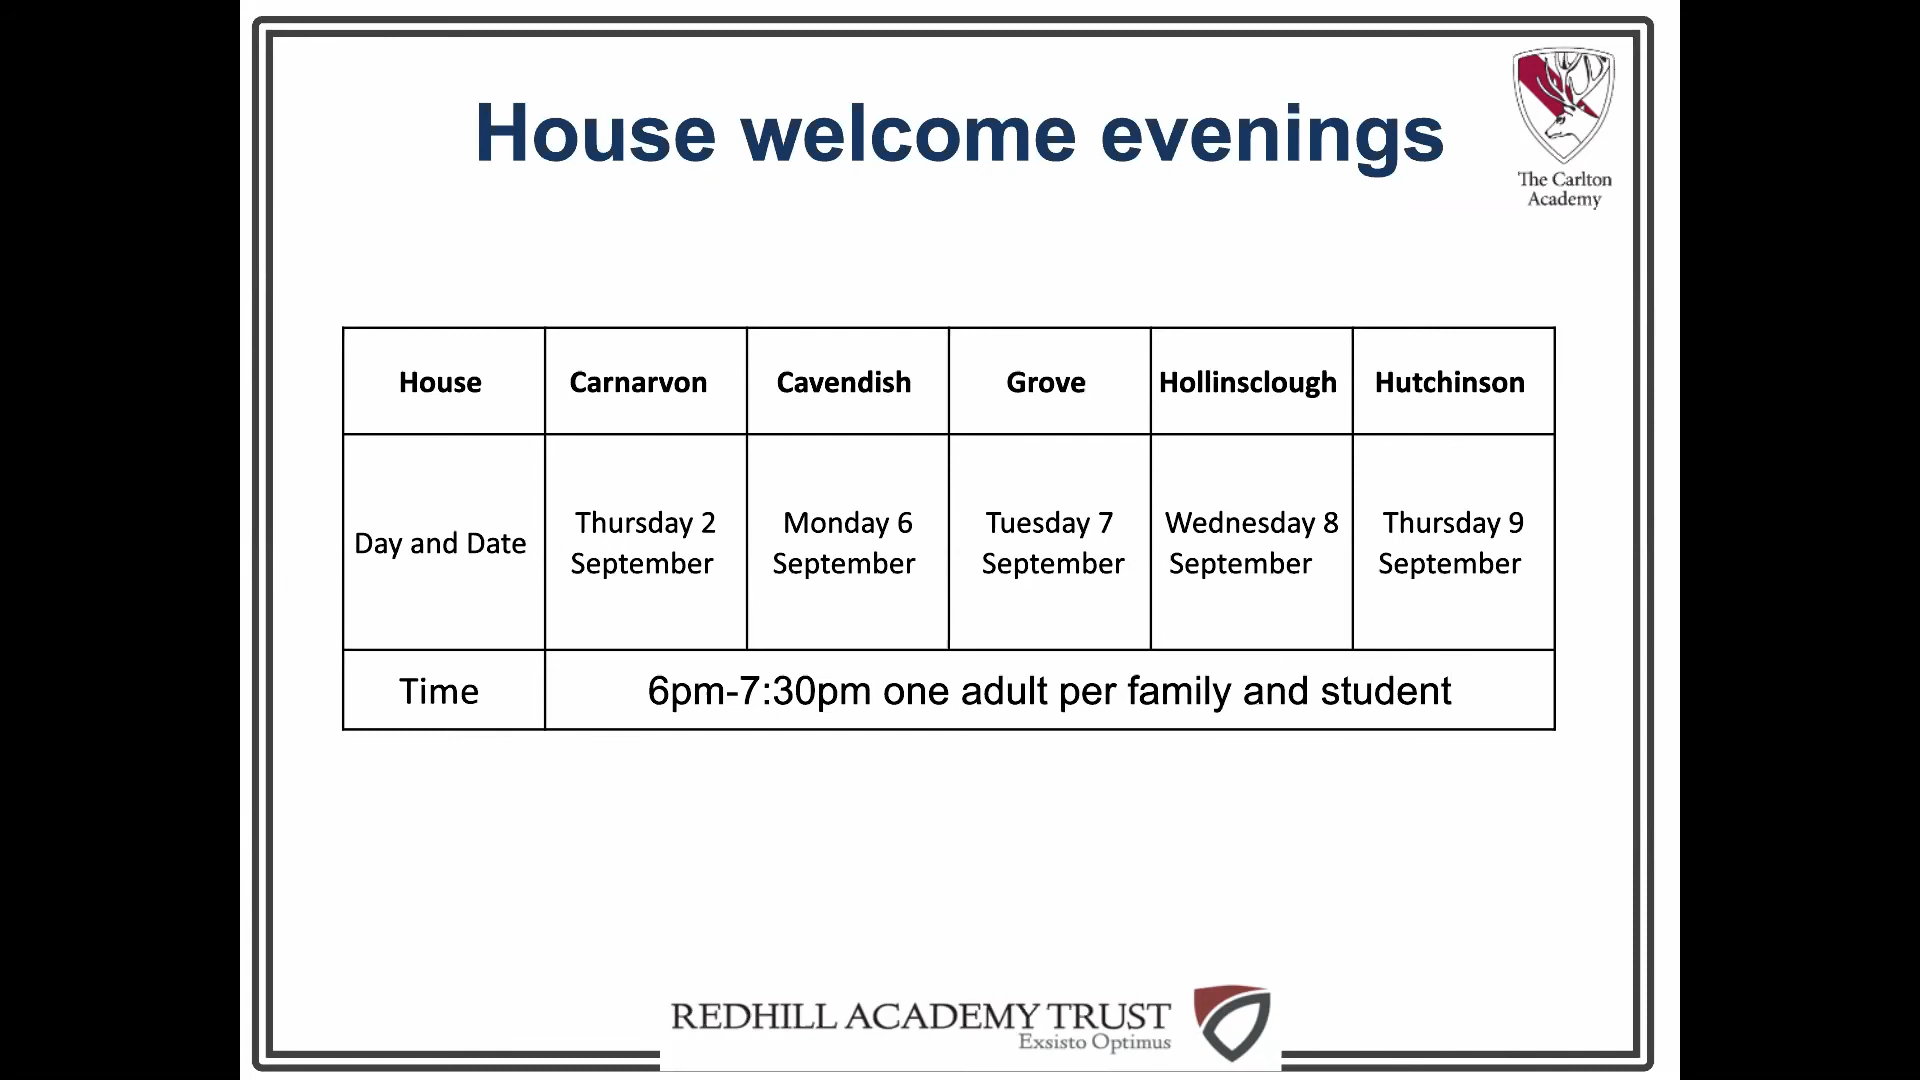 House welcome evenings
The Carlton
Academy
House Carnarvon Cavendish Grove Hollinsclough Hutchinson
Day and Date
Thursday 2
September
Monday 6
September
Tuesday 7
September
Wednesday 8
September
Thursday 9
September
Time 6pm-7:30pm one adult per family and student
REDHILL ACADEMY TRUST
Exsisto Optimus